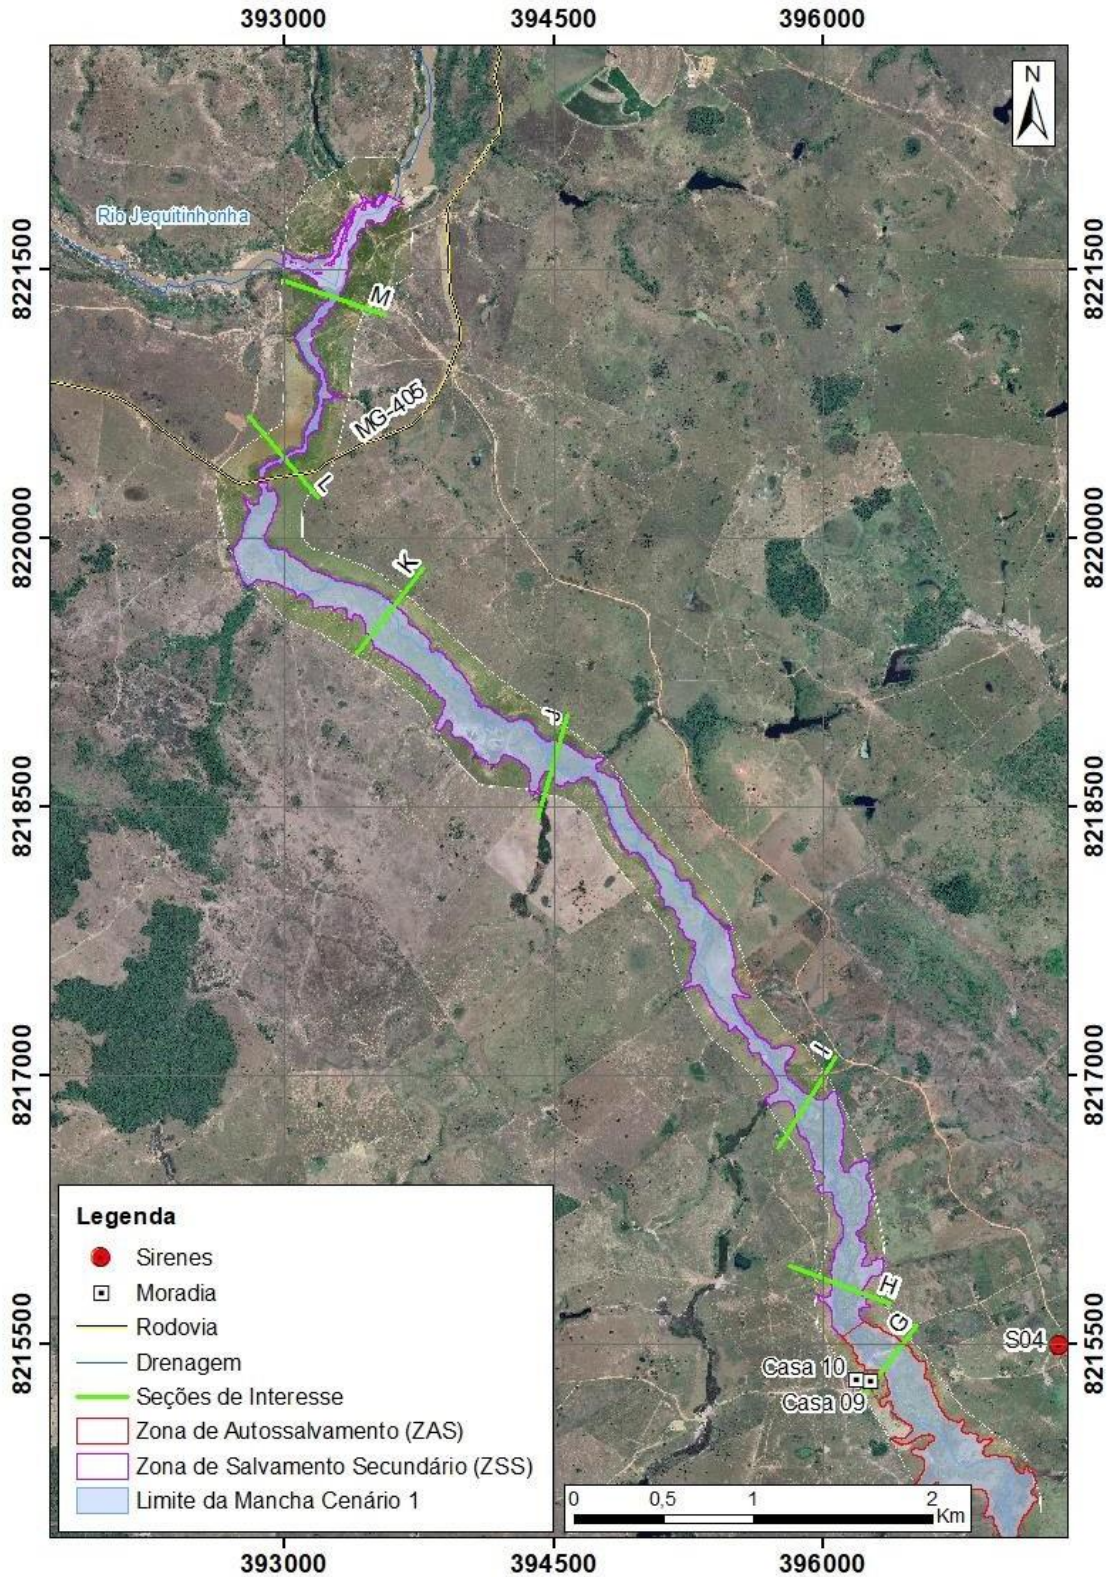 393000 394500 396000
N
Rio Jequitinhonha
8221500 8221500
M
MG-405
L
8220000 8220000
K
J
8218500 8218500
I
8217000 8217000
H
G
8215500 8215500
S04
Casa 10
Casa 09
Legenda
Sirenes
Moradia
Rodovia
Drenagem
Seções de Interesse
Zona de Autossalvamento (ZAS)
Zona de Salvamento Secundário (ZSS)
Limite da Mancha Cenário 1
0 0,5 1 2
Km
393000 394500 396000